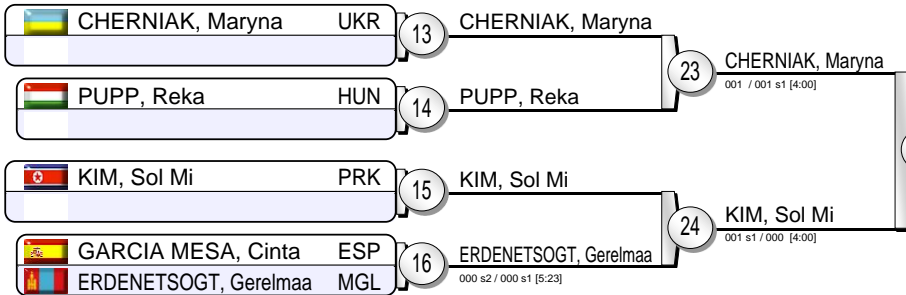 CHERNIAK, Maryna UKR
13
CHERNIAK, Maryna
23
CHERNIAK, Maryna
001 / 001 s1 [4:00]
PUPP, Reka HUN
14
PUPP, Reka
KIM, Sol Mi PRK
15
KIM, Sol Mi
24
KIM, Sol Mi
001 s1 / 000 [4:00]
GARCIA MESA, Cinta ESP
16
ERDENETSOGT, Gerelmaa
000 s2 / 000 s1 [5:23]
ERDENETSOGT, Gerelmaa MGL